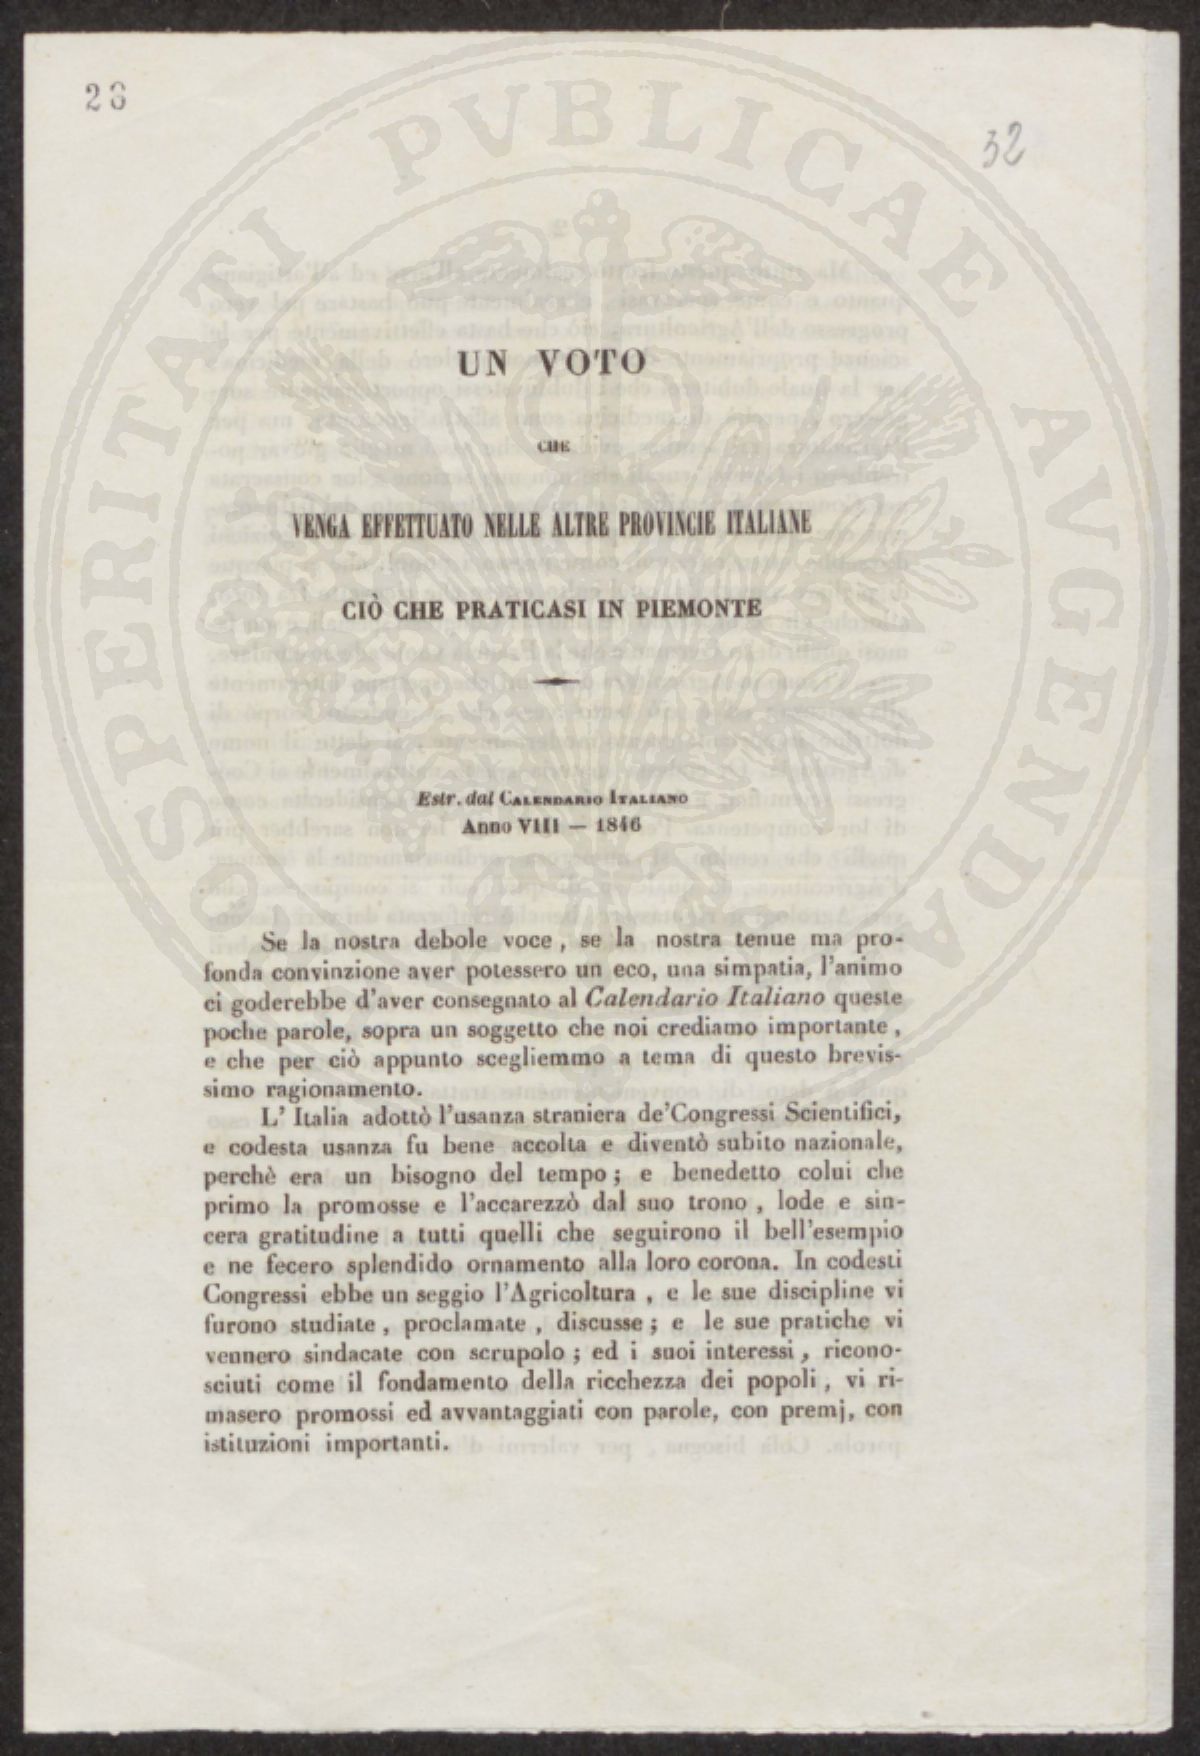 28
32
PROSPERITATI PVBLICAE AVGENDAE
UN VOTO
CHE
VENGA EFFETTUATO NELLE ALTRE PROVINCIE ITALIANE
CIÒ CHE PRATICASI IN PIEMONTE
Estr. dal CALENDARIO ITALIANO
Anno VIII — 1846
Se la nostra debole voce, se la nostra tenue ma pro-
fonda convinzione aver potessero un eco, una simpatia, l'animo
ci goderebbe d'aver consegnato al Calendario Italiano queste
poche parole, sopra un soggetto che noi crediamo importante,
e che per ciò appunto scegliemmo a tema di questo brevis-
simo ragionamento.
L' Italia adottò l'usanza straniera de'Congressi Scientifici,
e codesta usanza fu bene accolta e diventò subito nazionale,
perchè era un bisogno del tempo; e benedetto colui che
primo la promosse e l'accarezzò dal suo trono, lode e sin-
cera gratitudine a tutti quelli che seguirono il bell'esempio
e ne fecero splendido ornamento alla loro corona. In codesti
Congressi ebbe un seggio l'Agricoltura, e le sue discipline vi
furono studiate, proclamate, discusse; e le sue pratiche vi
vennero sindacate con scrupolo; ed i suoi interessi, ricono-
sciuti come il fondamento della ricchezza dei popoli, vi ri-
masero promossi ed avvantaggiati con parole, con premj, con
istituzioni importanti.